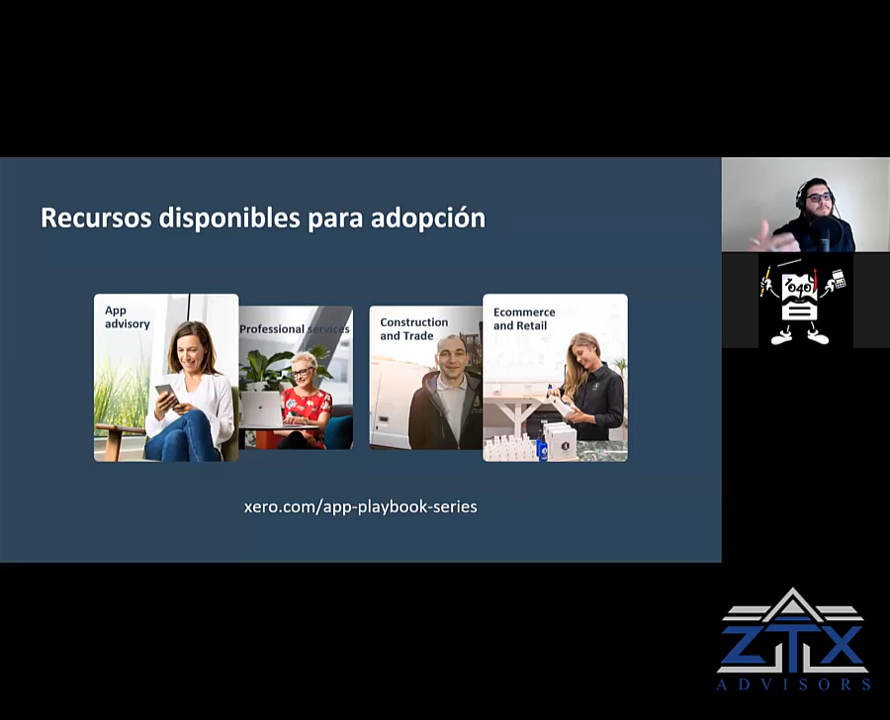 Recursos disponibles para adopción
App
advisory
Professional services
Construction
and Trade
Ecommerce
and Retail
xero.com/app-playbook-series
1040
ZTX
ADVISORS